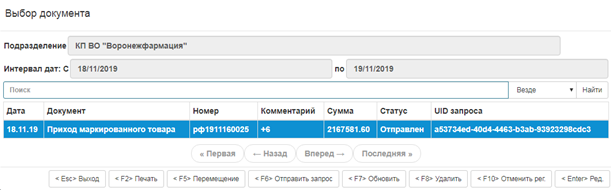 Выбор документа
Подразделение КП ВО "Воронежфармация"
Интервал дат: С 18/11/2019 по 19/11/2019
Поиск Везде Найти
Дата Документ Номер Комментарий Сумма Статус UID запроса
18.11.19 Приход маркированного товара рф1911160025 +6 2167581.60 Отправлен a53734ed-40d4-4463-b3ab-93923298cdc3
« Первая ← Назад Вперед → Последняя »
< Esc> Выход < F2> Печать < F5> Перемещение < F6> Отправить запрос < F7> Обновить < F8> Удалить < F10> Отменить рег. < Enter> Ред.